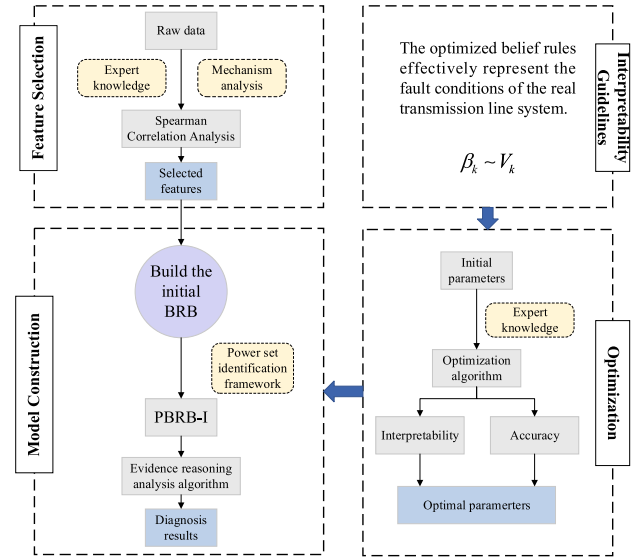 Feature Selection
Raw data
Expert
knowledge
Mechanism
analysis
Spearman
Correlation Analysis
Selected
features
Interpretability
Guidelines
The optimized belief rules
effectively represent the
fault conditions of the real
transmission line system.
βk ~ Vk
Model Construction
Build the
initial
BRB
Power set
identification
framework
PBRB-I
Evidence reasoning
analysis algorithm
Diagnosis
results
Optimization
Initial
parameters
Expert
knowledge
Optimization
algorithm
Interpretability
Accuracy
Optimal paramerters